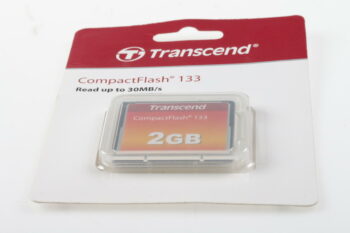 Transcend®
CompactFlash® 133
Read up to 30MB/s
Transcend
CompactFlash® 133
2GB